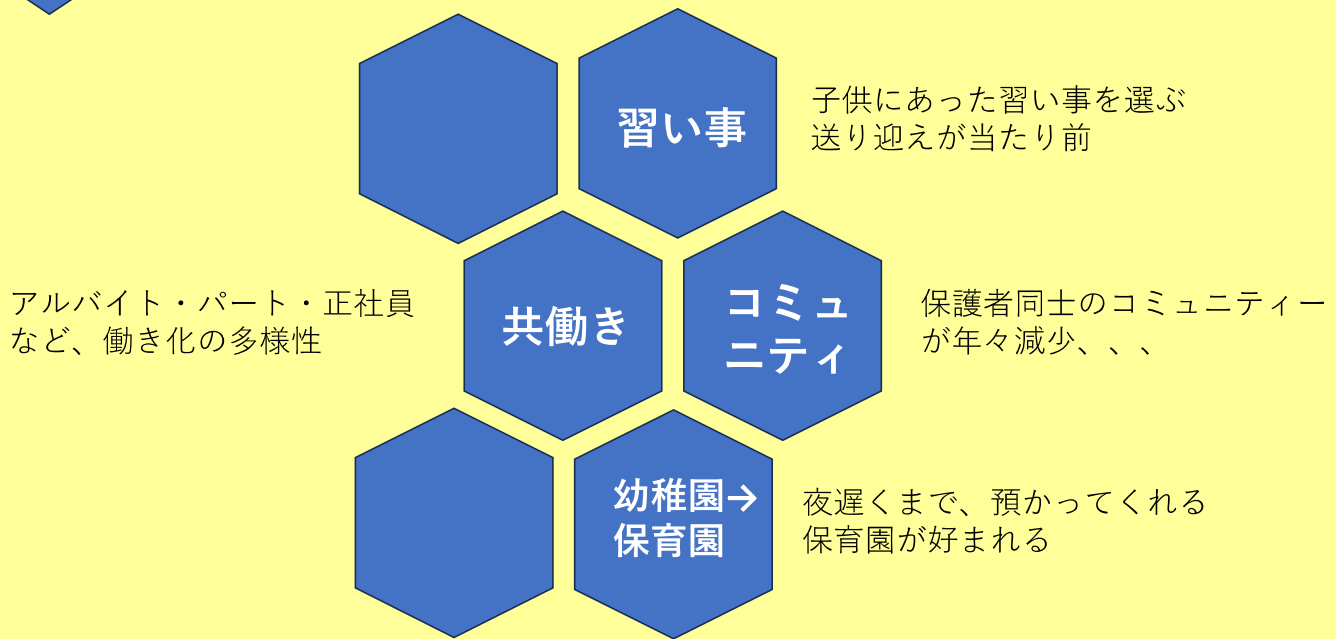 習い事
子供にあった習い事を選ぶ
送り迎えが当たり前
アルバイト・パート・正社員
など、働き化の多様性
共働き
コミュ
ニティ
保護者同士のコミュニティー
が年々減少、、、
幼稚園→
保育園
夜遅くまで、預かってくれる
保育園が好まれる